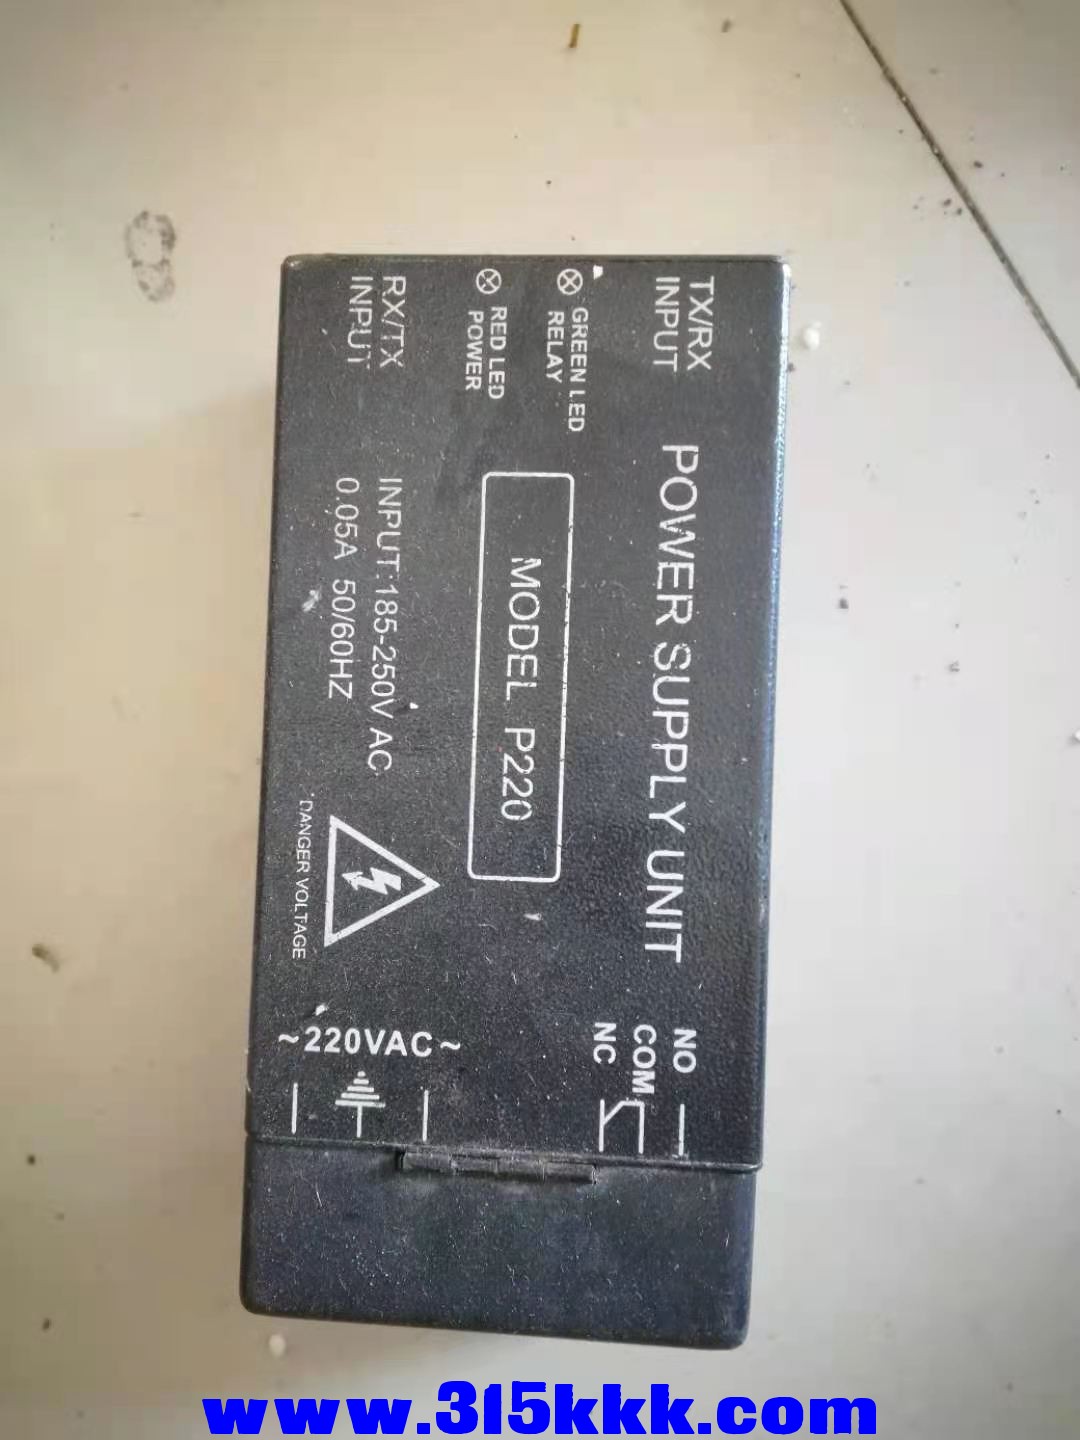 TX/RX
INPUT
GREEN LED
RELAY
RED LED
POWER
RX/TX
INPUT
POWER SUPPLY UNIT
MODEL P220
INPUT:185-250V AC
0.05A 50/60HZ
DANGER VOLTAGE
NO
COM
NC
~220VAC~
www.315kkk.com